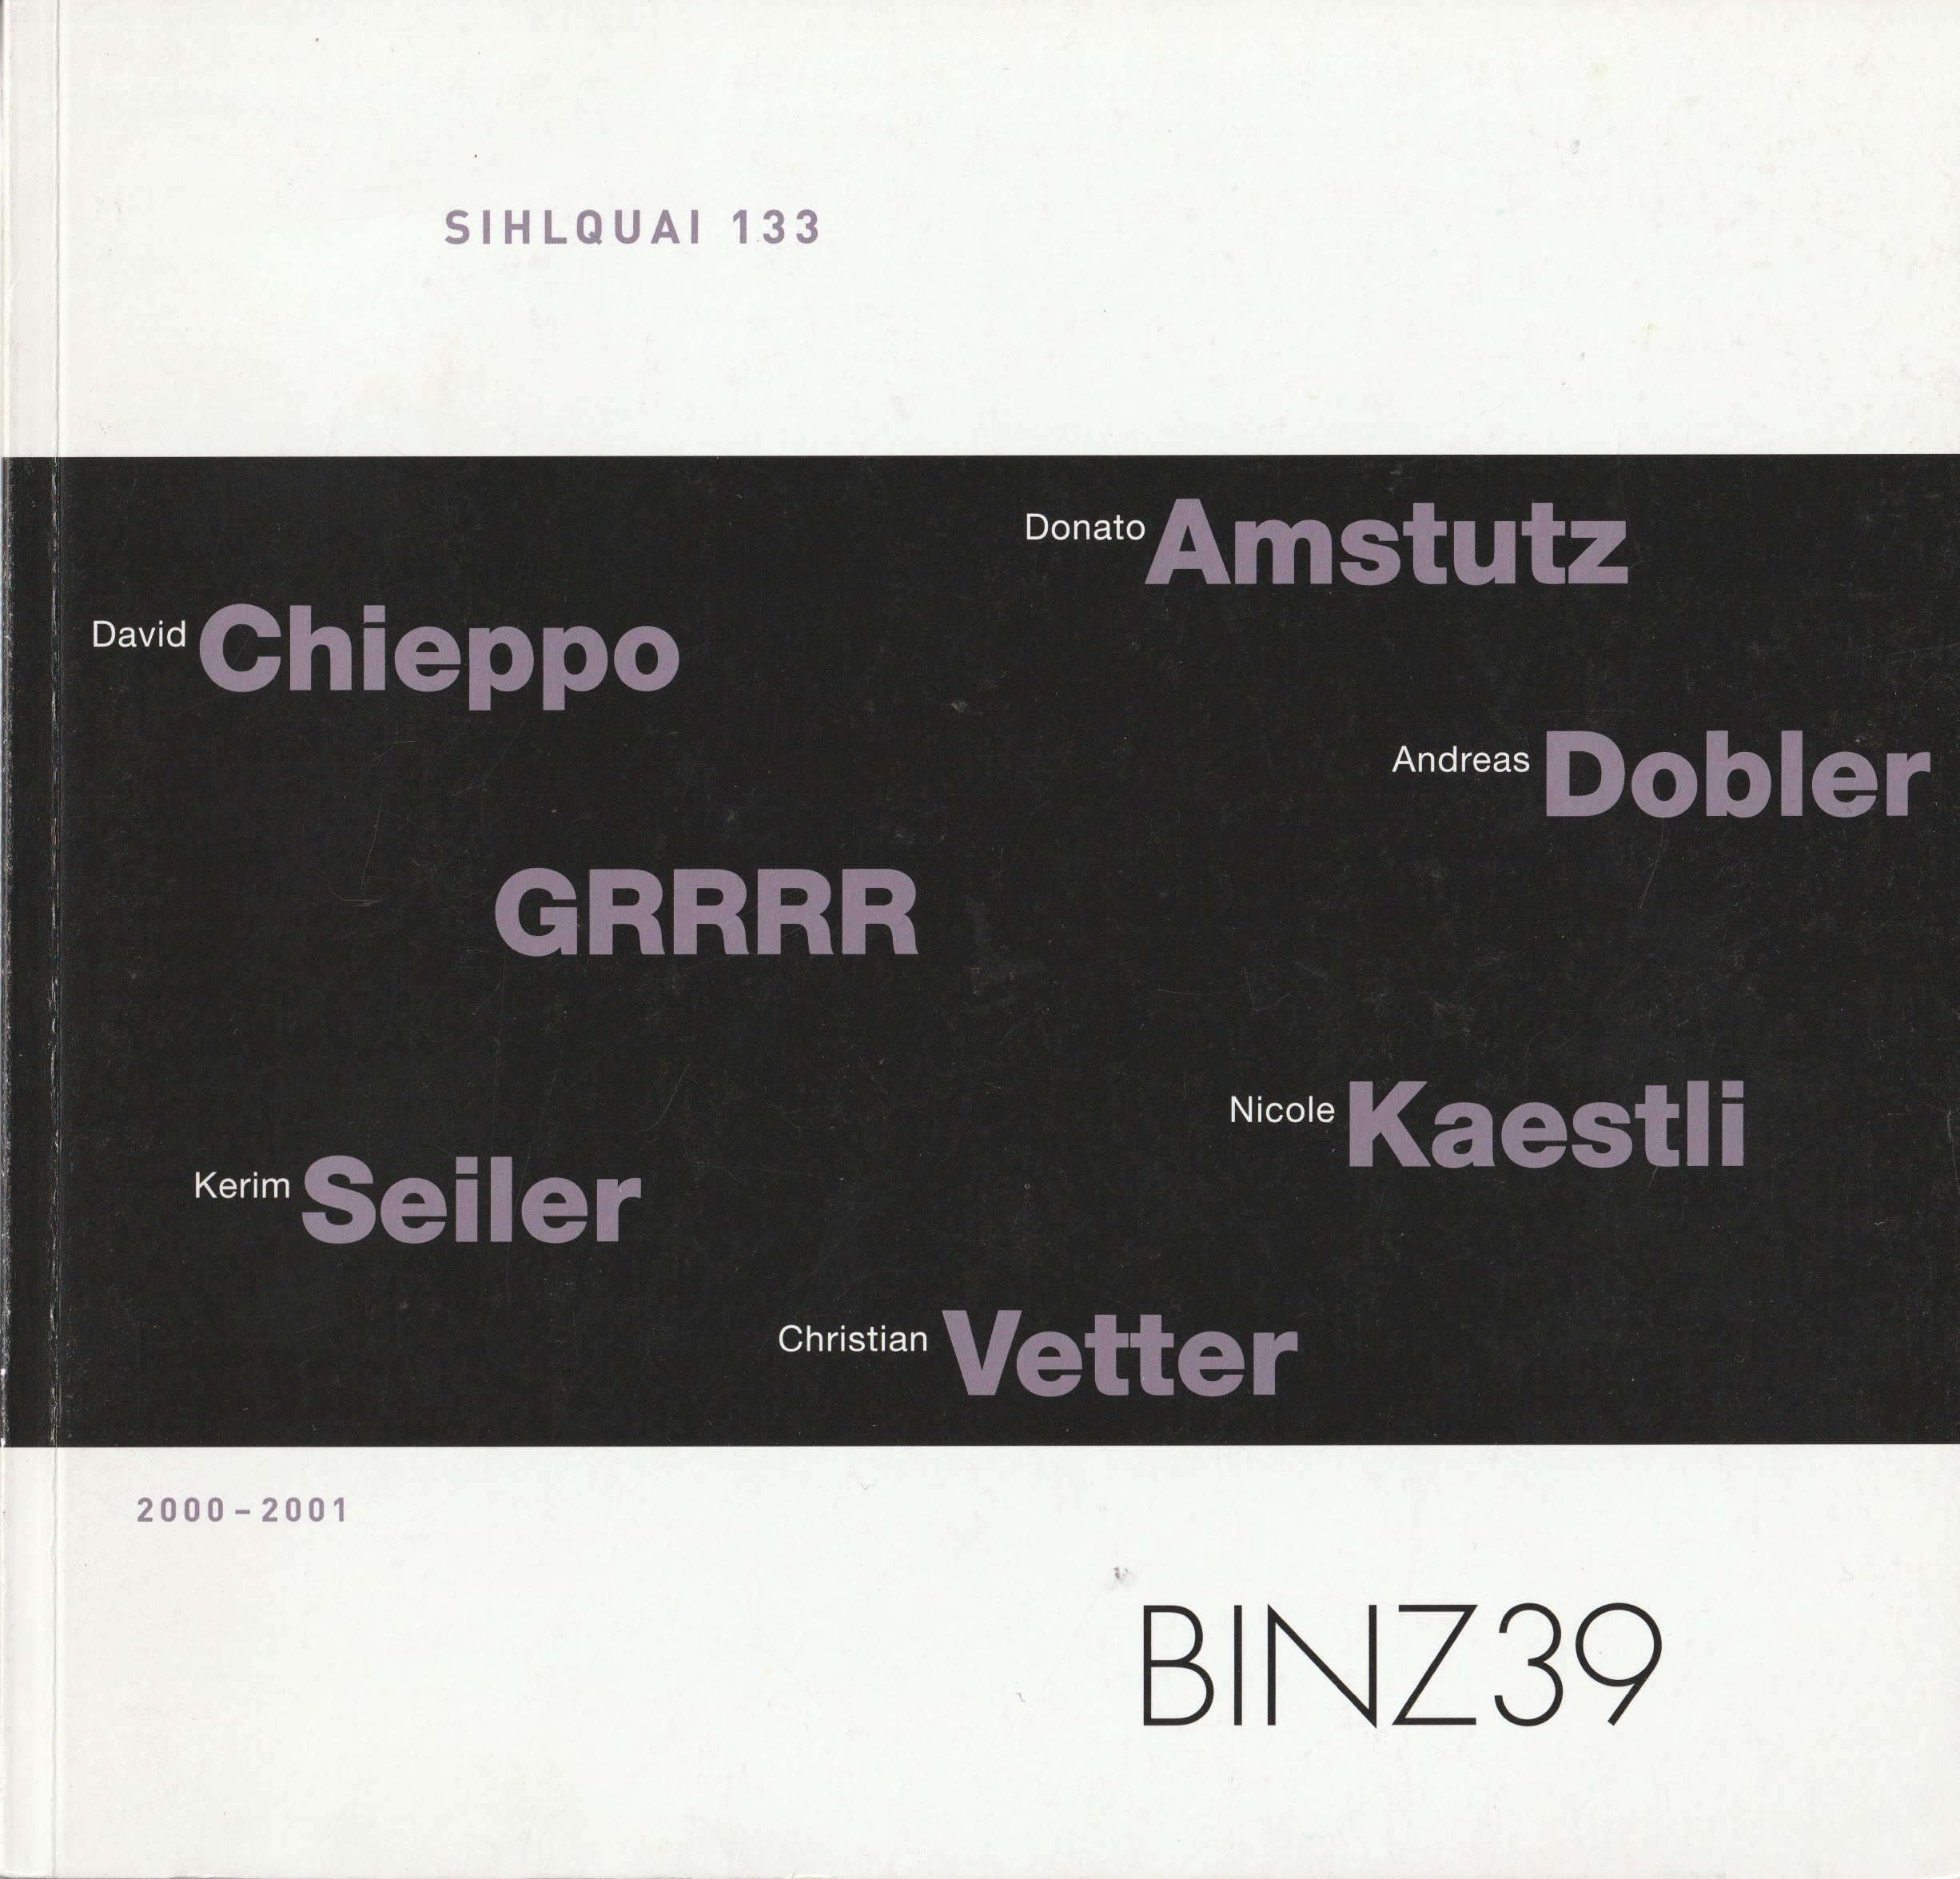 SIHLQUAI 133
Donato Amstutz
David Chieppo
Andreas Dobler
GRRRR
Nicole Kaestli
Kerim Seiler
Christian Vetter
2000–2001
BINZ39